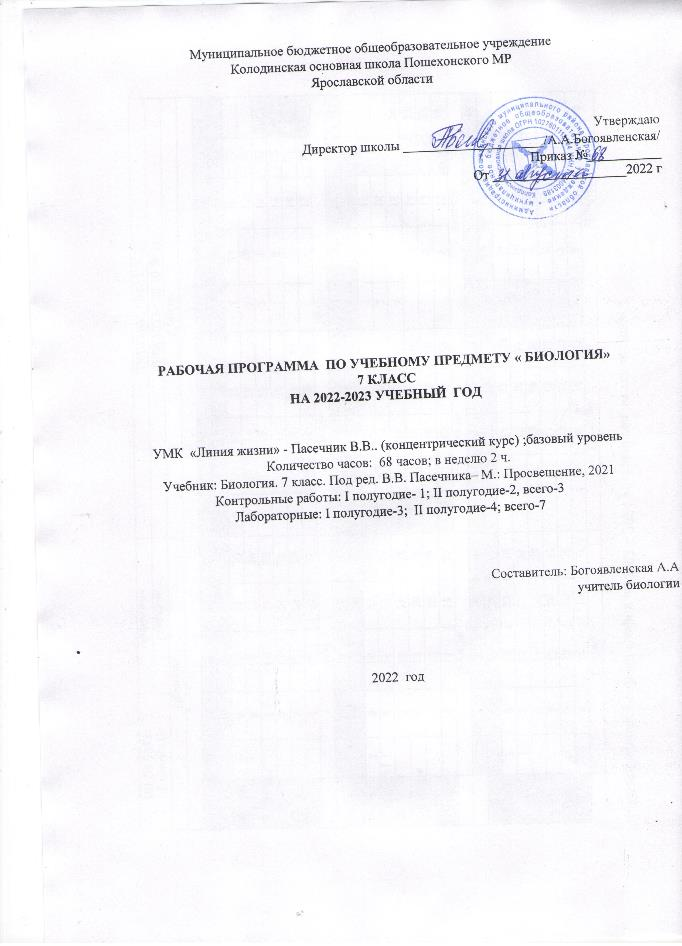 Муниципальное бюджетное общеобразовательное учреждение
Колодинская основная школа Пошехонского МР
Ярославской области
Утверждаю
Директор школы /А.А.Богоявленская/
Приказ № 68
От 31 августа 2022 г
РАБОЧАЯ ПРОГРАММА ПО УЧЕБНОМУ ПРЕДМЕТУ « БИОЛОГИЯ»
7 КЛАСС
НА 2022-2023 УЧЕБНЫЙ ГОД
УМК «Линия жизни» - Пасечник В.В.. (концентрический курс) ;базовый уровень
Количество часов: 68 часов; в неделю 2 ч.
Учебник: Биология. 7 класс. Под ред. В.В. Пасечника– М.: Просвещение, 2021
Контрольные работы: I полугодие- 1; II полугодие-2, всего-3
Лабораторные: I полугодие-3; II полугодие-4; всего-7
Составитель: Богоявленская А.А
учитель биологии
2022 год